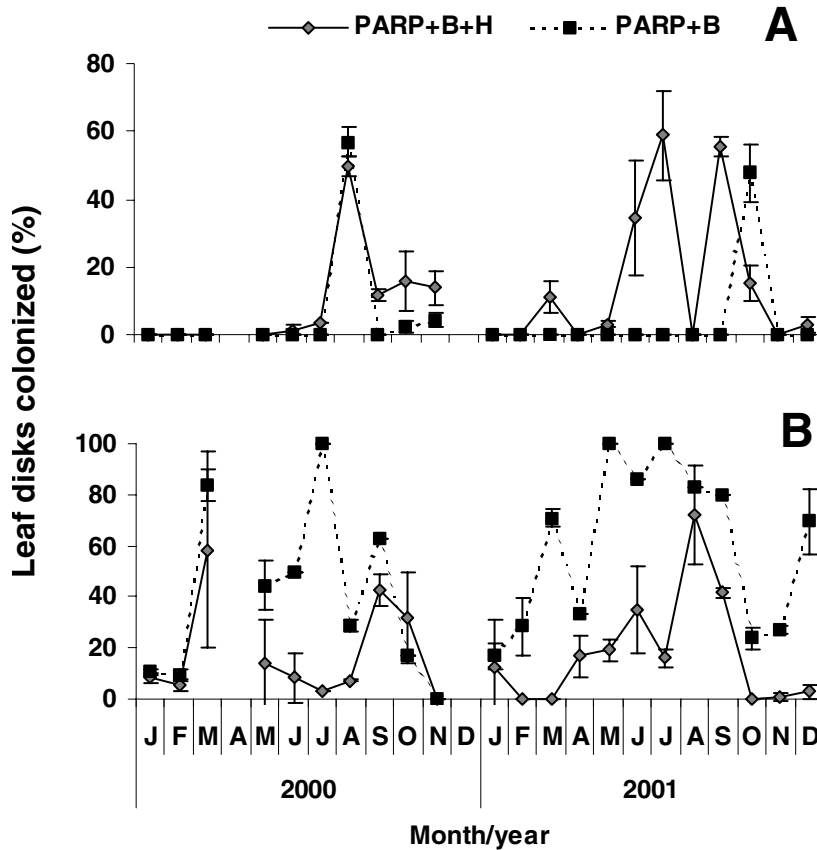 PARP+B+H PARP+B A
80
60
40
20
0
B
100
80
60
40
20
0
Leaf disks colonized (%)
J F M A M J J A S O N D J F M A M J J A S O N D
2000 2001
Month/year